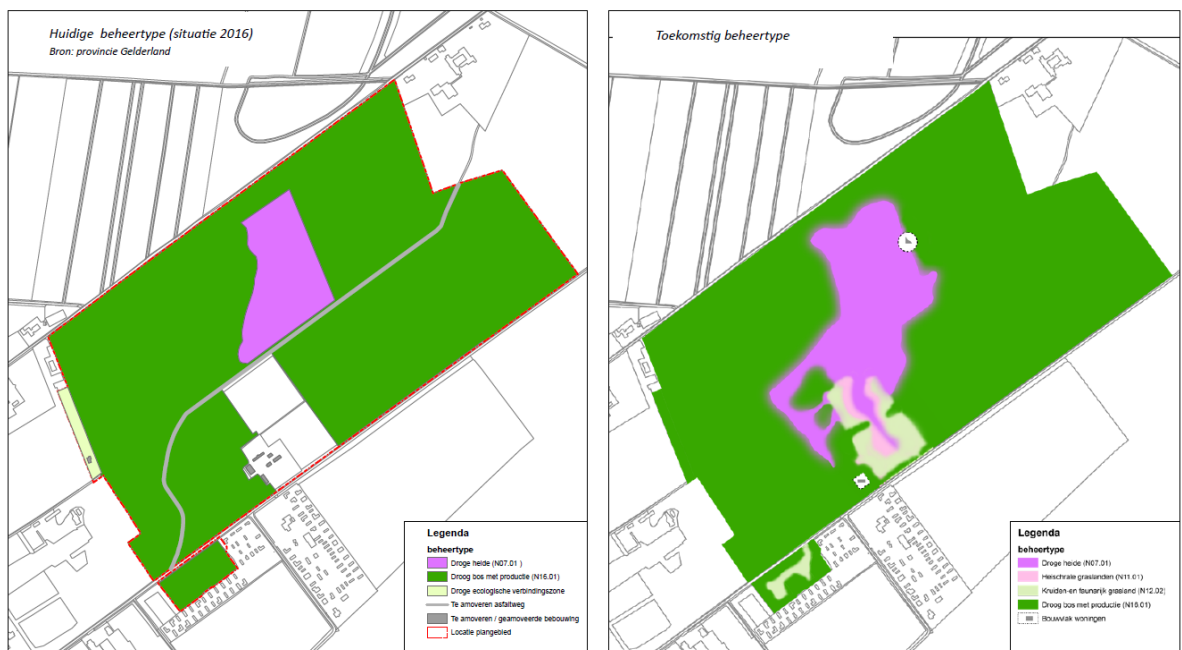 Huidige beheertype (situatie 2016)
Bron: provincie Gelderland
Legenda
beheertype
Droge heide (N07.01 )
Droog bos met productie (N16.01)
Droge ecologische verbindingszone
Te amoveren asfaltweg
Te amoveren / geamoveerde bebouwing
Locatie plangebied
Toekomstig beheertype
Legenda
beheertype
Droge heide (N07.01)
Heischrale graslanden (N11.01)
Kruiden-en faunarijk grasland (N12.02)
Droog bos met productie (N16.01)
Bouwvlak woningen